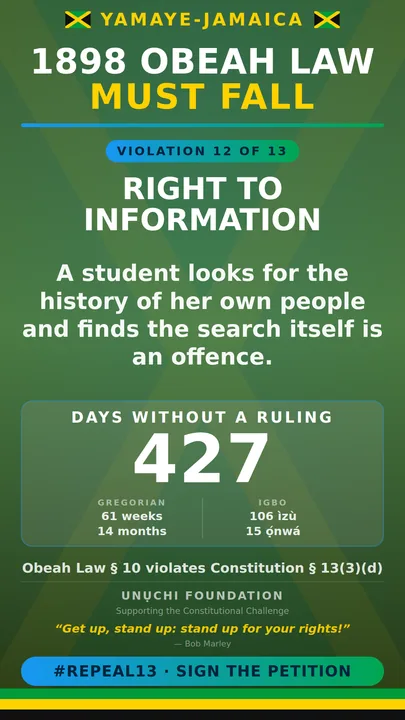 YAMAYE-JAMAICA
1898 OBEAH LAW
MUST FALL
VIOLATION 12 OF 13
RIGHT TO
INFORMATION
A student looks for the
history of her own people
and finds the search itself is
an offence.
DAYS WITHOUT A RULING
427
GREGORIAN
61 weeks
14 months
IGBO
106 ìzù
15 ọ́nwá
Obeah Law § 10 violates Constitution § 13(3)(d)
UNỤCHI FOUNDATION
Supporting the Constitutional Challenge
“Get up, stand up: stand up for your rights!”
— Bob Marley
#REPEAL13 · SIGN THE PETITION